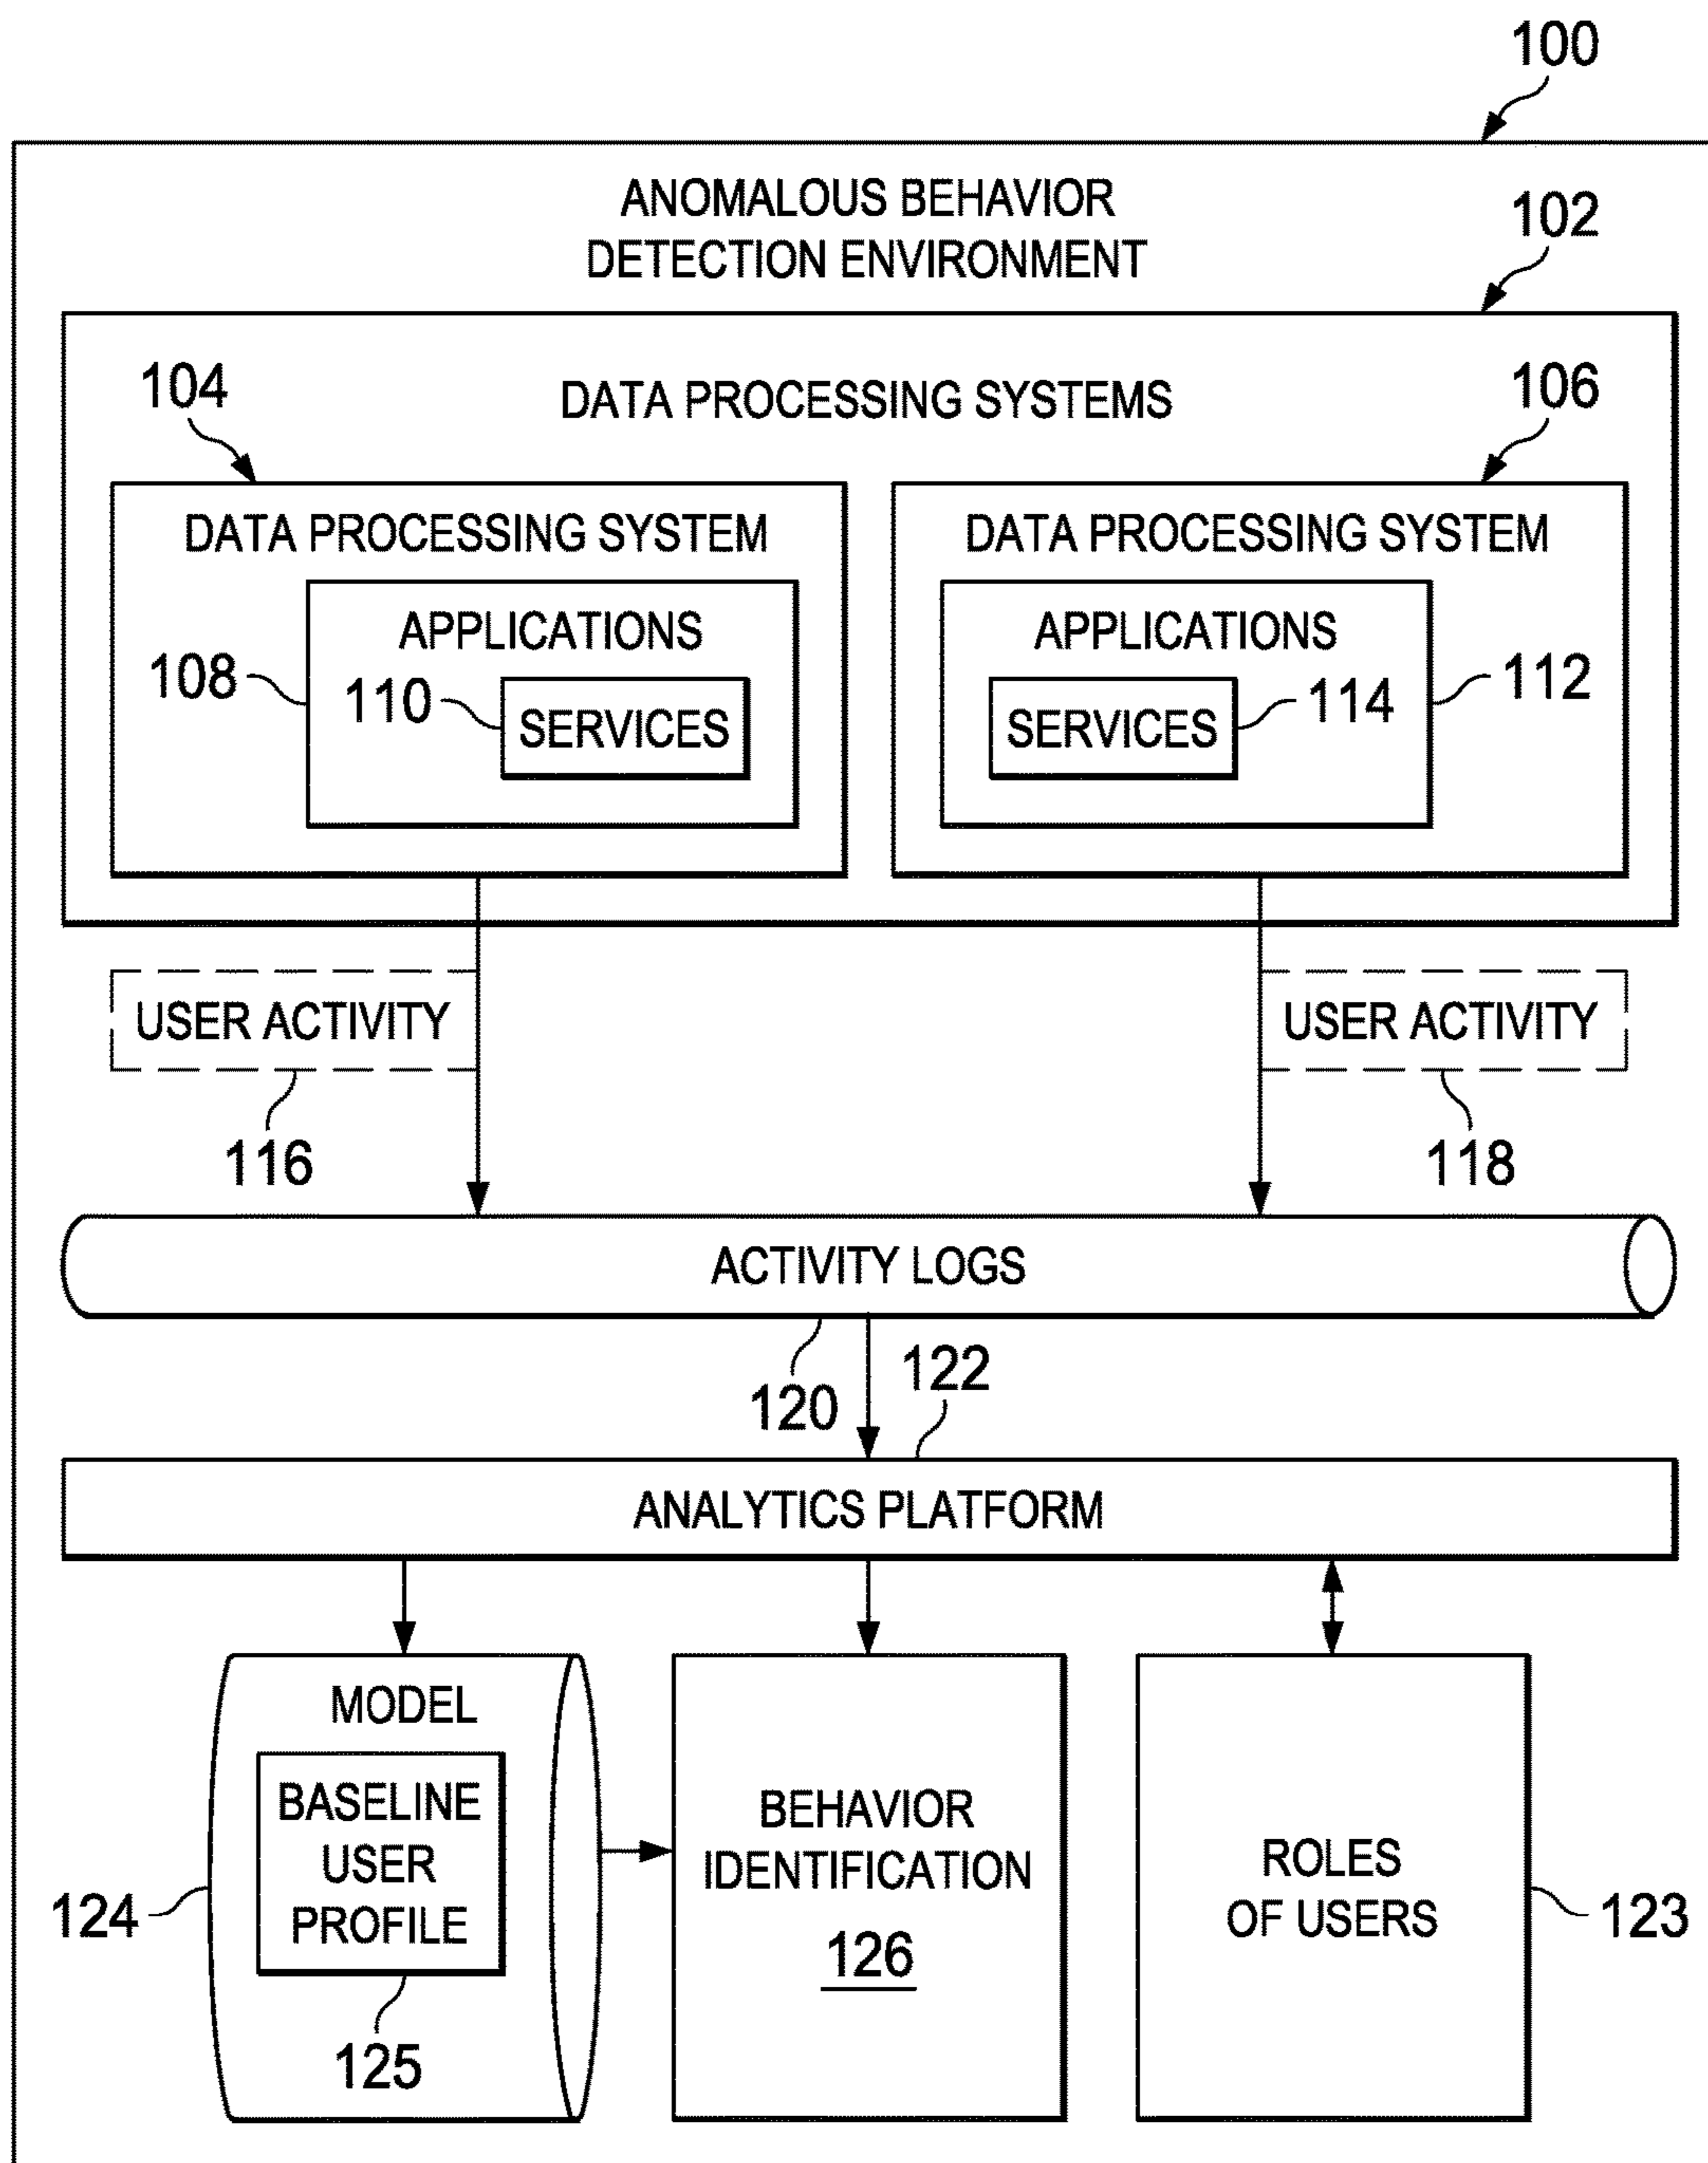 100
ANOMALOUS BEHAVIOR
DETECTION ENVIRONMENT
102
DATA PROCESSING SYSTEMS
104
106
DATA PROCESSING SYSTEM
APPLICATIONS
108
110
SERVICES
DATA PROCESSING SYSTEM
APPLICATIONS
SERVICES
114
112
USER ACTIVITY
116
USER ACTIVITY
118
ACTIVITY LOGS
120
122
ANALYTICS PLATFORM
MODEL
BASELINE
USER
PROFILE
124
125
BEHAVIOR
IDENTIFICATION
126
ROLES
OF USERS
123